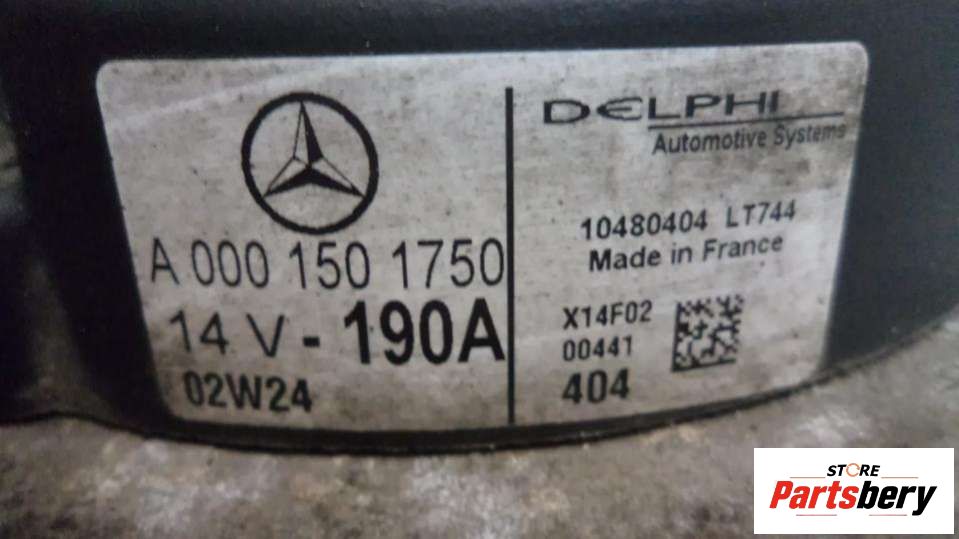 A 000 150 1750
14 V - 190A
02W24
DELPHI
Automotive Systems
10480404 LT744
Made in France
X14F02
00441
404
STORE
Partsbery